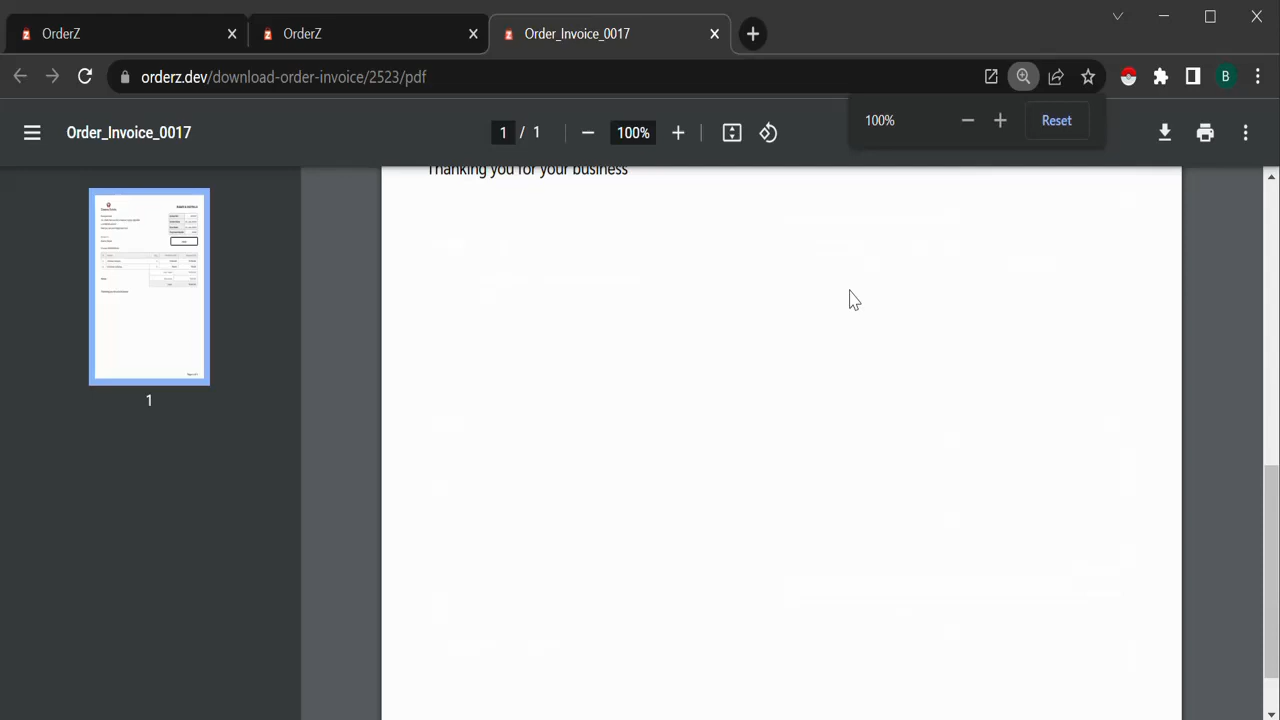 OrderZ
OrderZ
Order_Invoice_0017
orderz.dev/download-order-invoice/2523/pdf
B
Order_Invoice_0017
1 / 1
100%
100%
Reset
Thanking you for your business
1